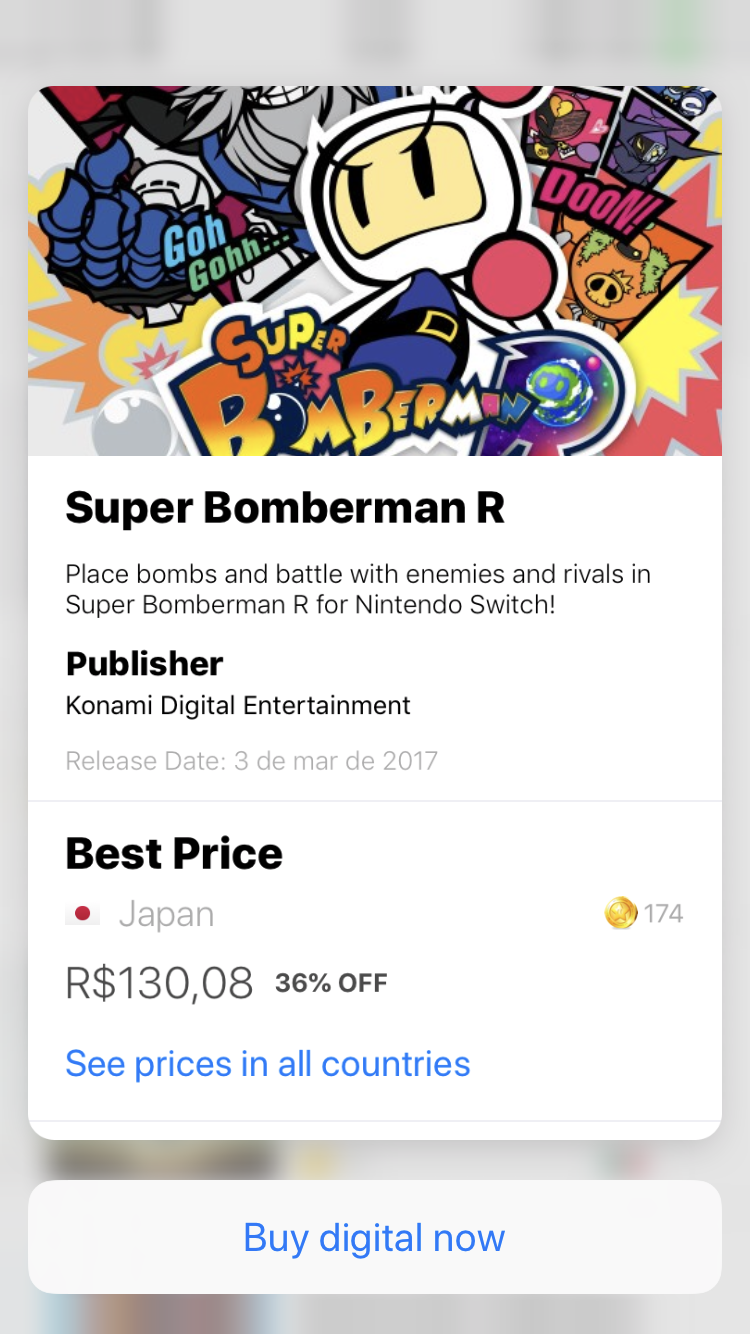 Goh
Gohh...
DOON!
SUPER
BOMBERMAN
R
Super Bomberman R
Place bombs and battle with enemies and rivals in
Super Bomberman R for Nintendo Switch!
Publisher
Konami Digital Entertainment
Release Date: 3 de mar de 2017
Best Price
Japan
174
R$130,08 36% OFF
See prices in all countries
Buy digital now